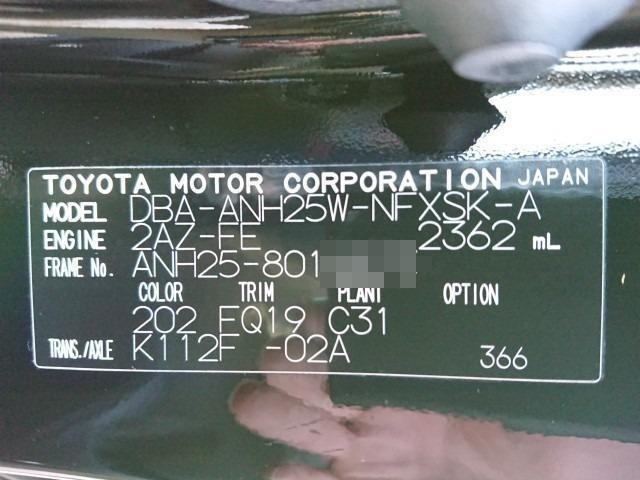 TOYOTA MOTOR CORPORATION JAPAN
MODEL DBA-ANH25W-NFXSK-A
ENGINE 2AZ-FE 2362 mL
FRAME No. ANH25-801
COLOR TRIM PLANT OPTION
202 FQ19 C31
TRANS./AXLE K112F -02A 366